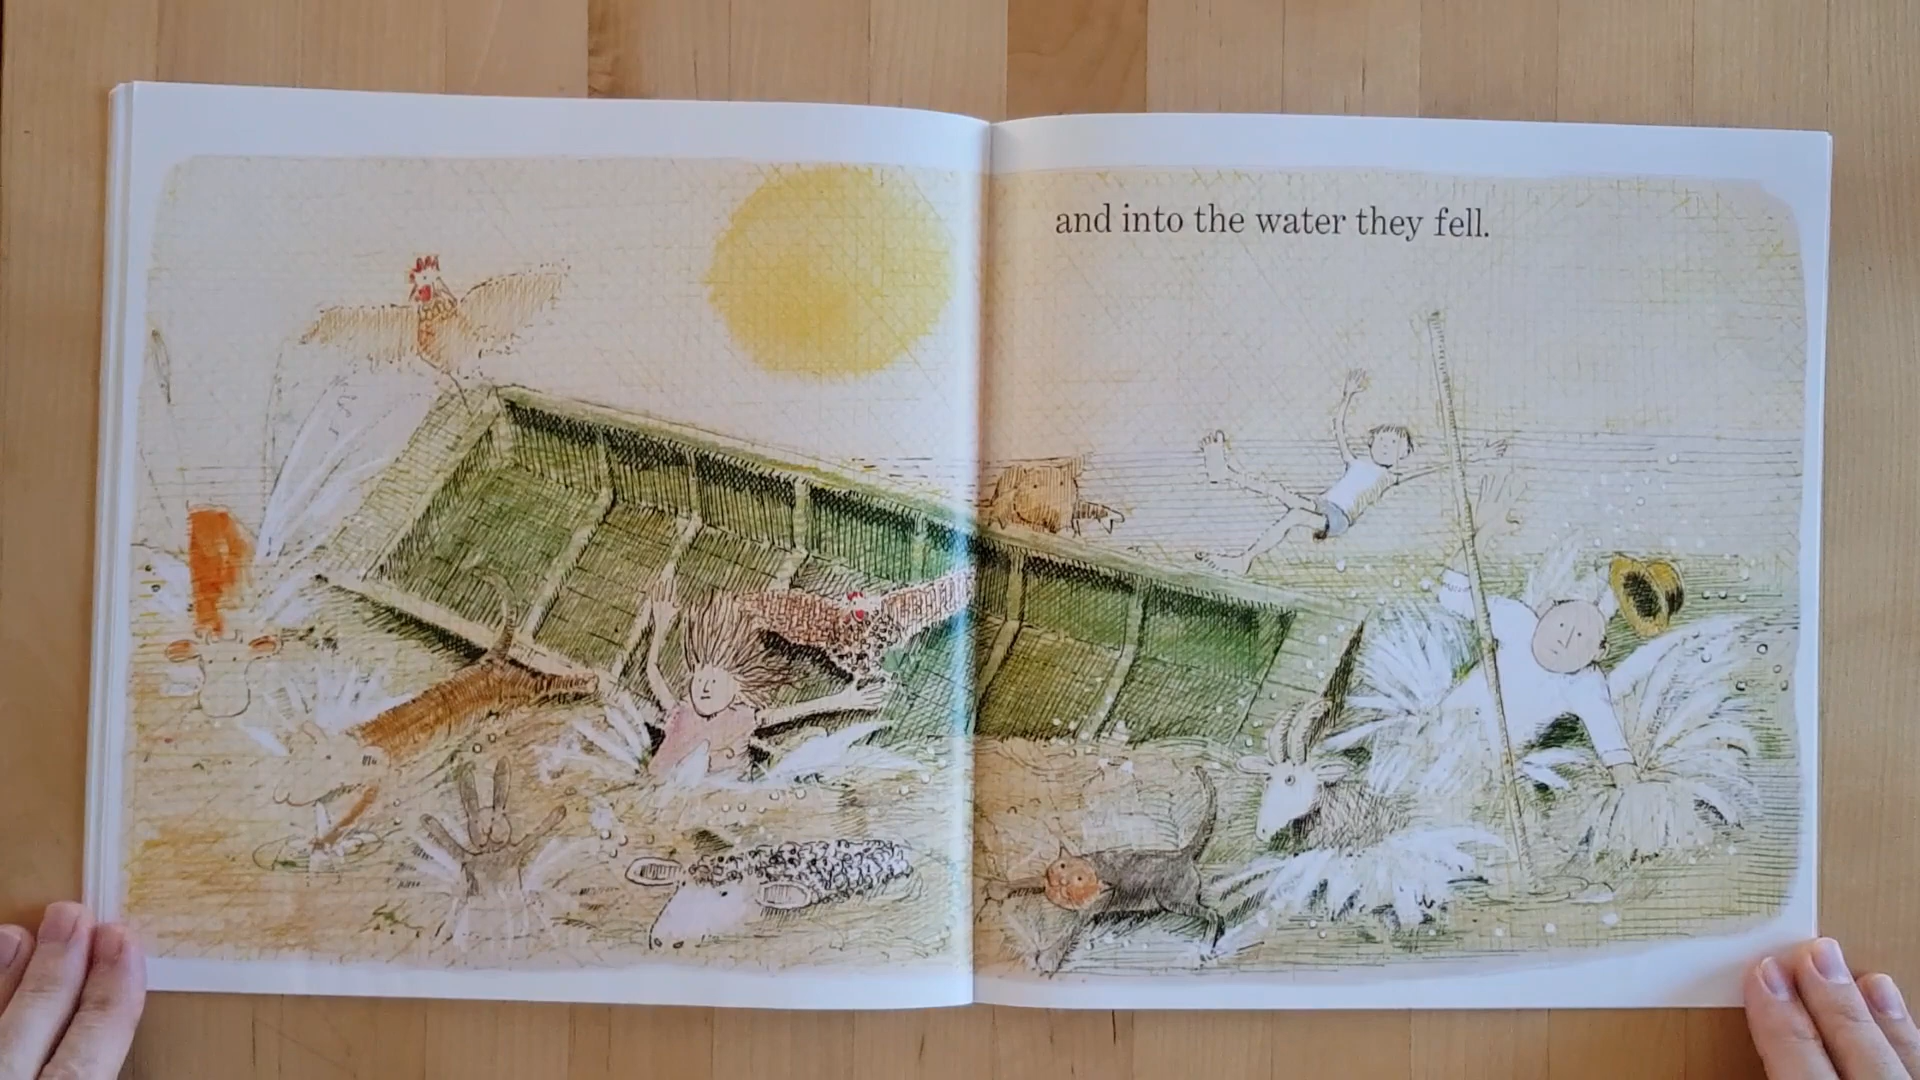 and into the water they fell.